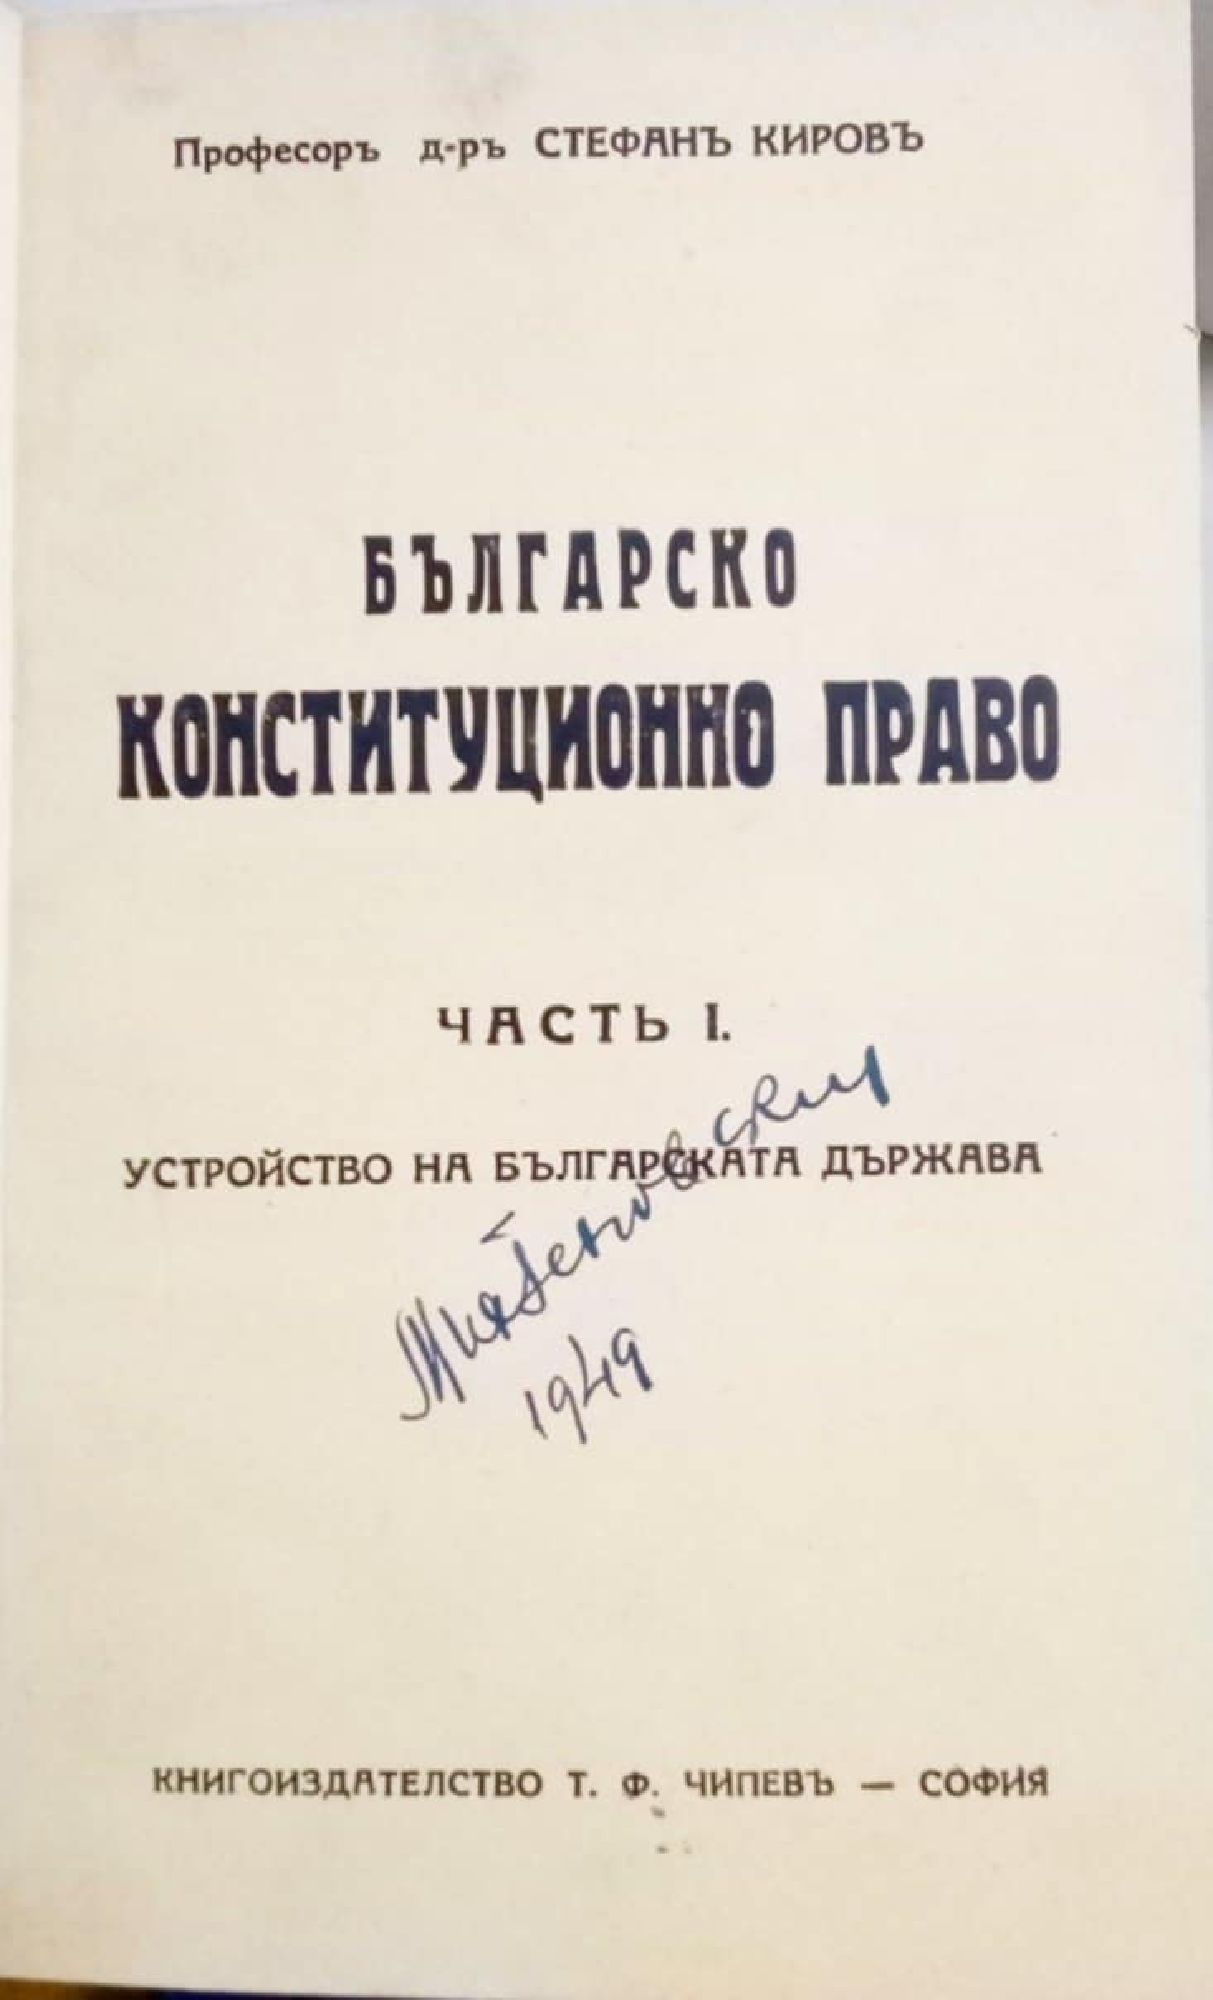 Професоръ д-ръ СТЕФАНЪ КИРОВЪ
БЪЛГАРСКО
КОНСТИТУЦИОННО ПРАВО
ЧАСТЬ I.
УСТРОЙСТВО НА БЪЛГАРСКАТА ДЪРЖАВА
1949
КНИГОИЗДАТЕЛСТВО Т. Ф. ЧИПЕВЪ — СОФИЯ